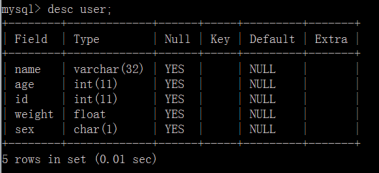 mysql> desc user;
+--------+-------------+------+-----+---------+-------+
| Field | Type | Null | Key | Default | Extra |
+--------+-------------+------+-----+---------+-------+
| name | varchar(32) | YES | | NULL | |
| age | int(11) | YES | | NULL | |
| id | int(11) | YES | | NULL | |
| weight | float | YES | | NULL | |
| sex | char(1) | YES | | NULL | |
+--------+-------------+------+-----+---------+-------+
5 rows in set (0.01 sec)